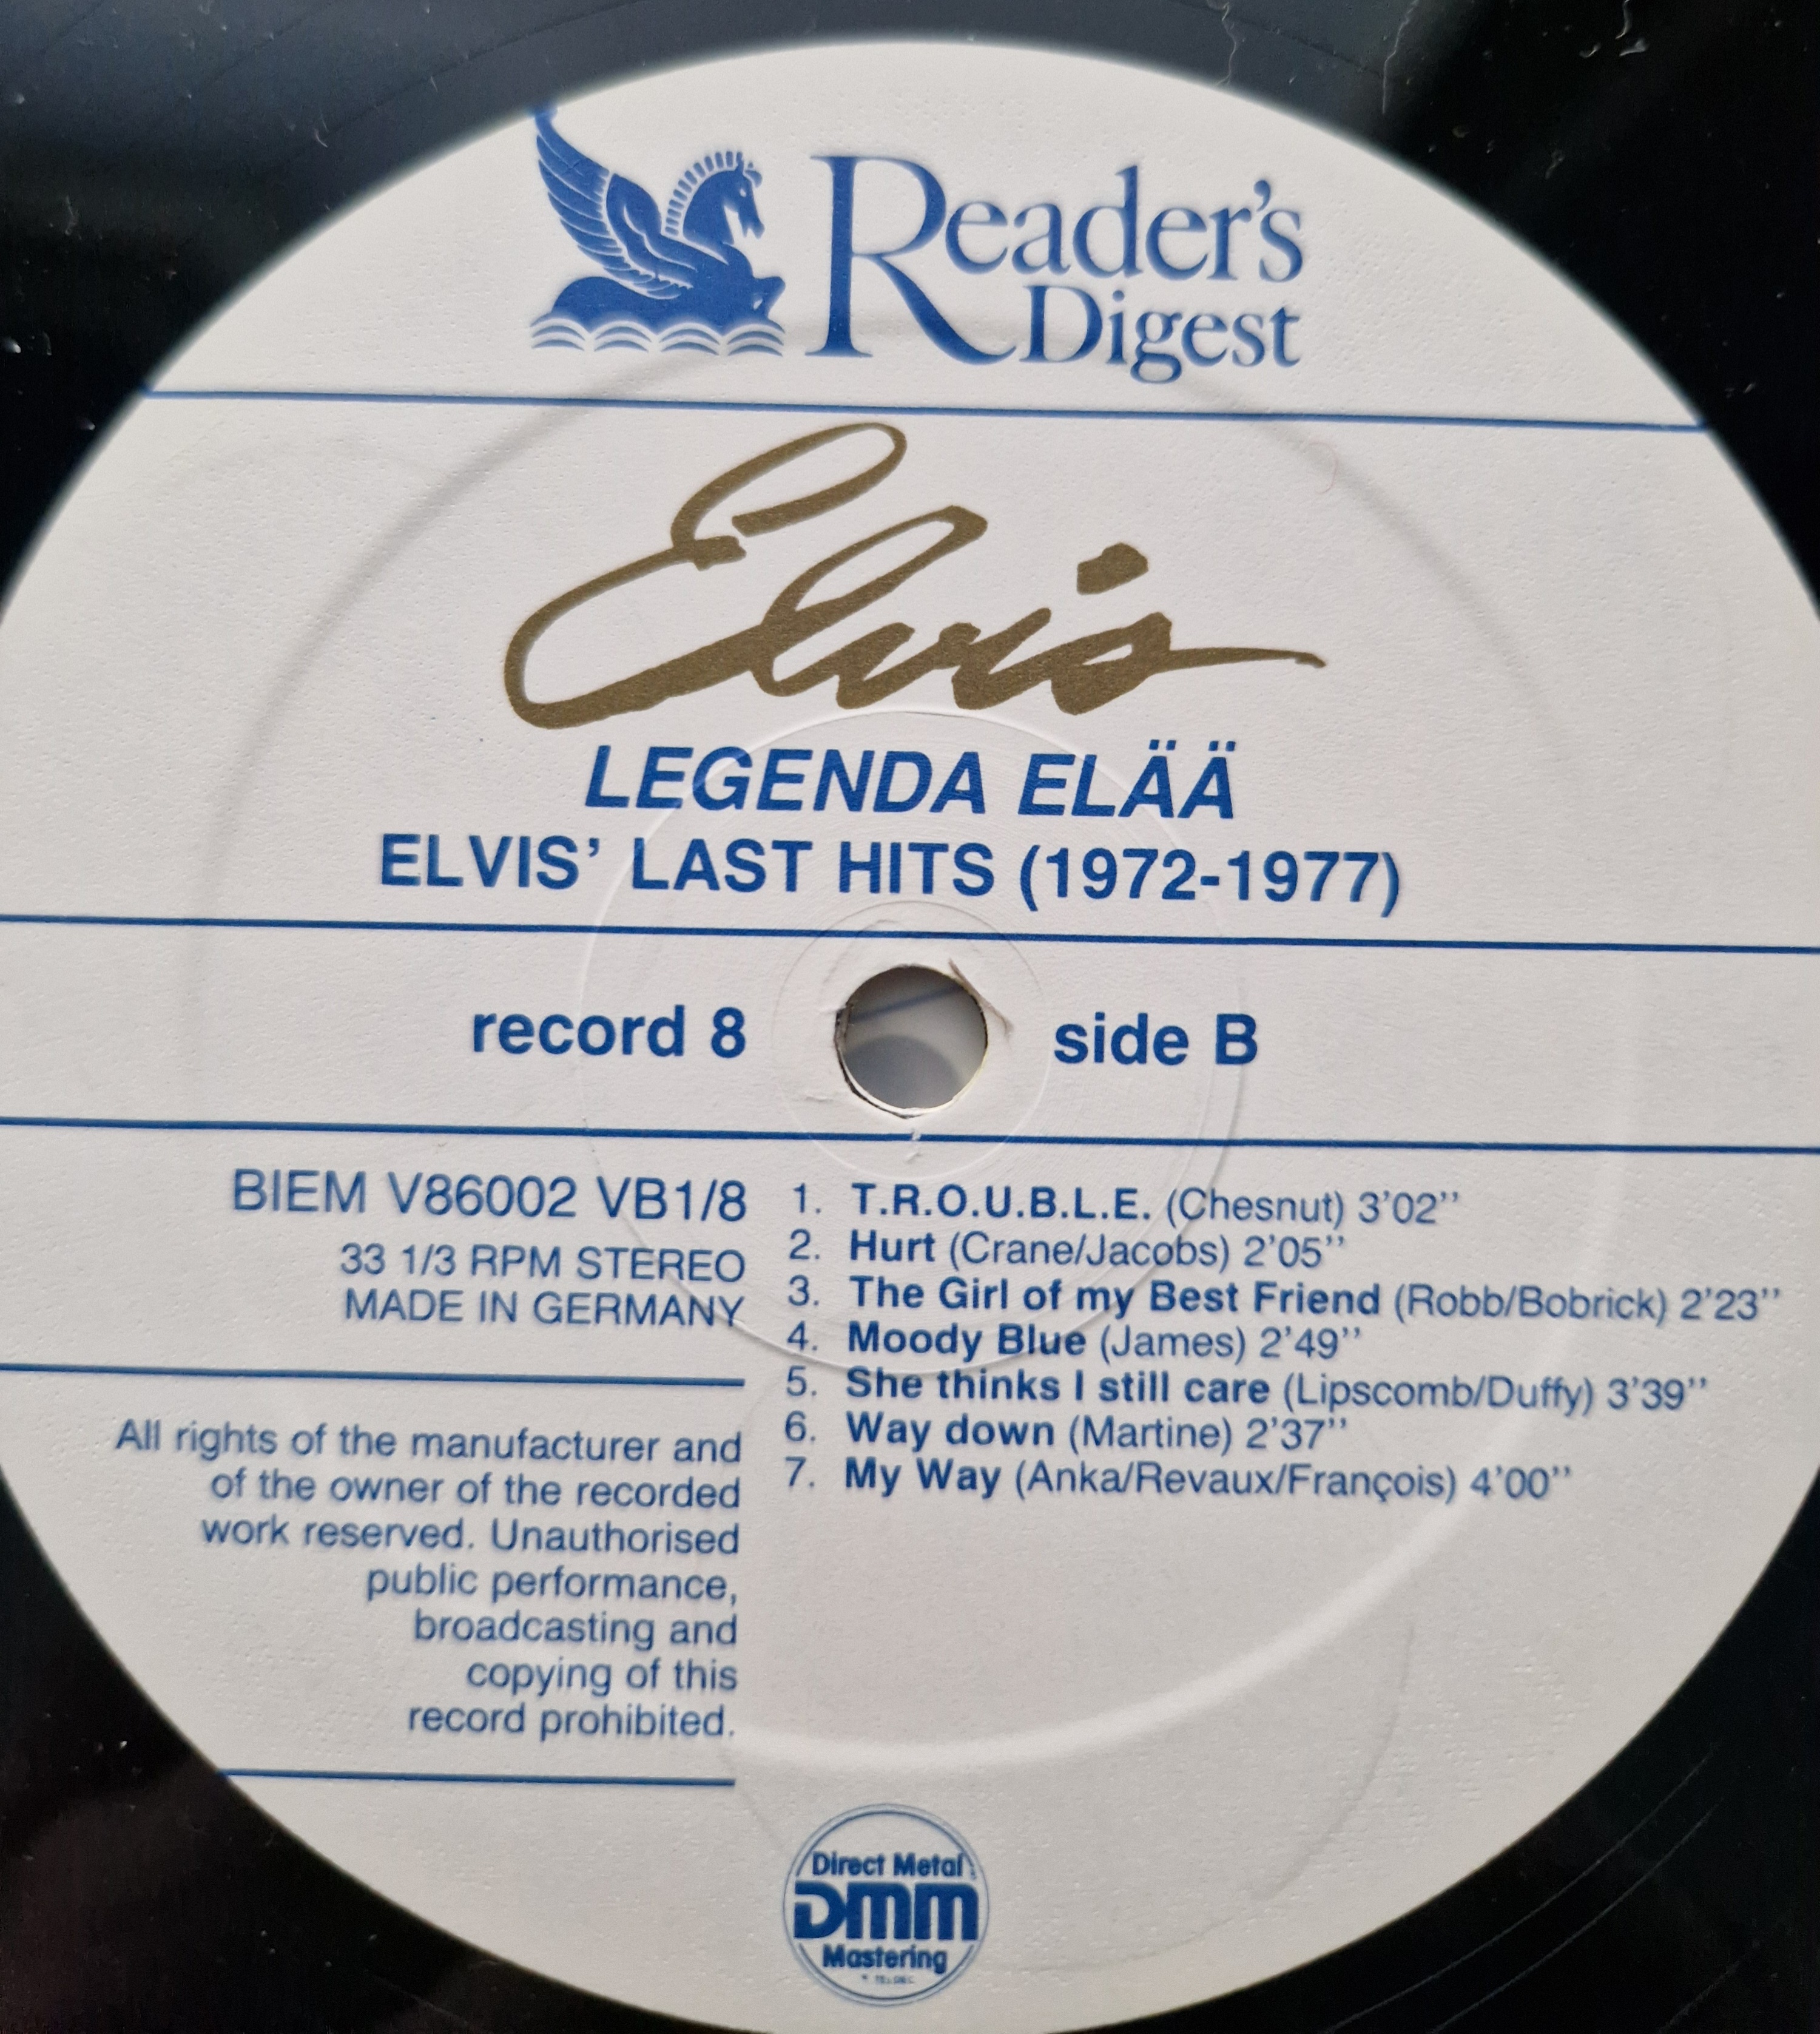 Reader's
Digest
Elvis
LEGENDA ELÄÄ
ELVIS' LAST HITS (1972-1977)
record 8 side B
BIEM V86002 VB1/8
33 1/3 RPM STEREO
MADE IN GERMANY
All rights of the manufacturer and
of the owner of the recorded
work reserved. Unauthorised
public performance,
broadcasting and
copying of this
record prohibited.
1. T.R.O.U.B.L.E. (Chesnut) 3'02''
2. Hurt (Crane/Jacobs) 2'05''
3. The Girl of my Best Friend (Robb/Bobrick) 2'23''
4. Moody Blue (James) 2'49''
5. She thinks I still care (Lipscomb/Duffy) 3'39''
6. Way down (Martine) 2'37''
7. My Way (Anka/Revaux/François) 4'00''
Direct Metal
DMM
Mastering